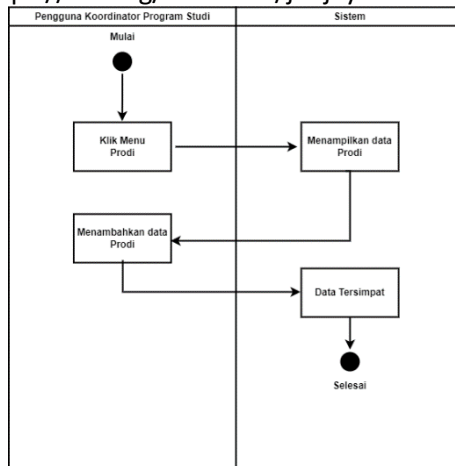 Pengguna Koordinator Program Studi
Sistem
Mulai
Klik Menu
Prodi
Menampilkan data
Prodi
Menambahkan data
Prodi
Data Tersimpat
Selesai